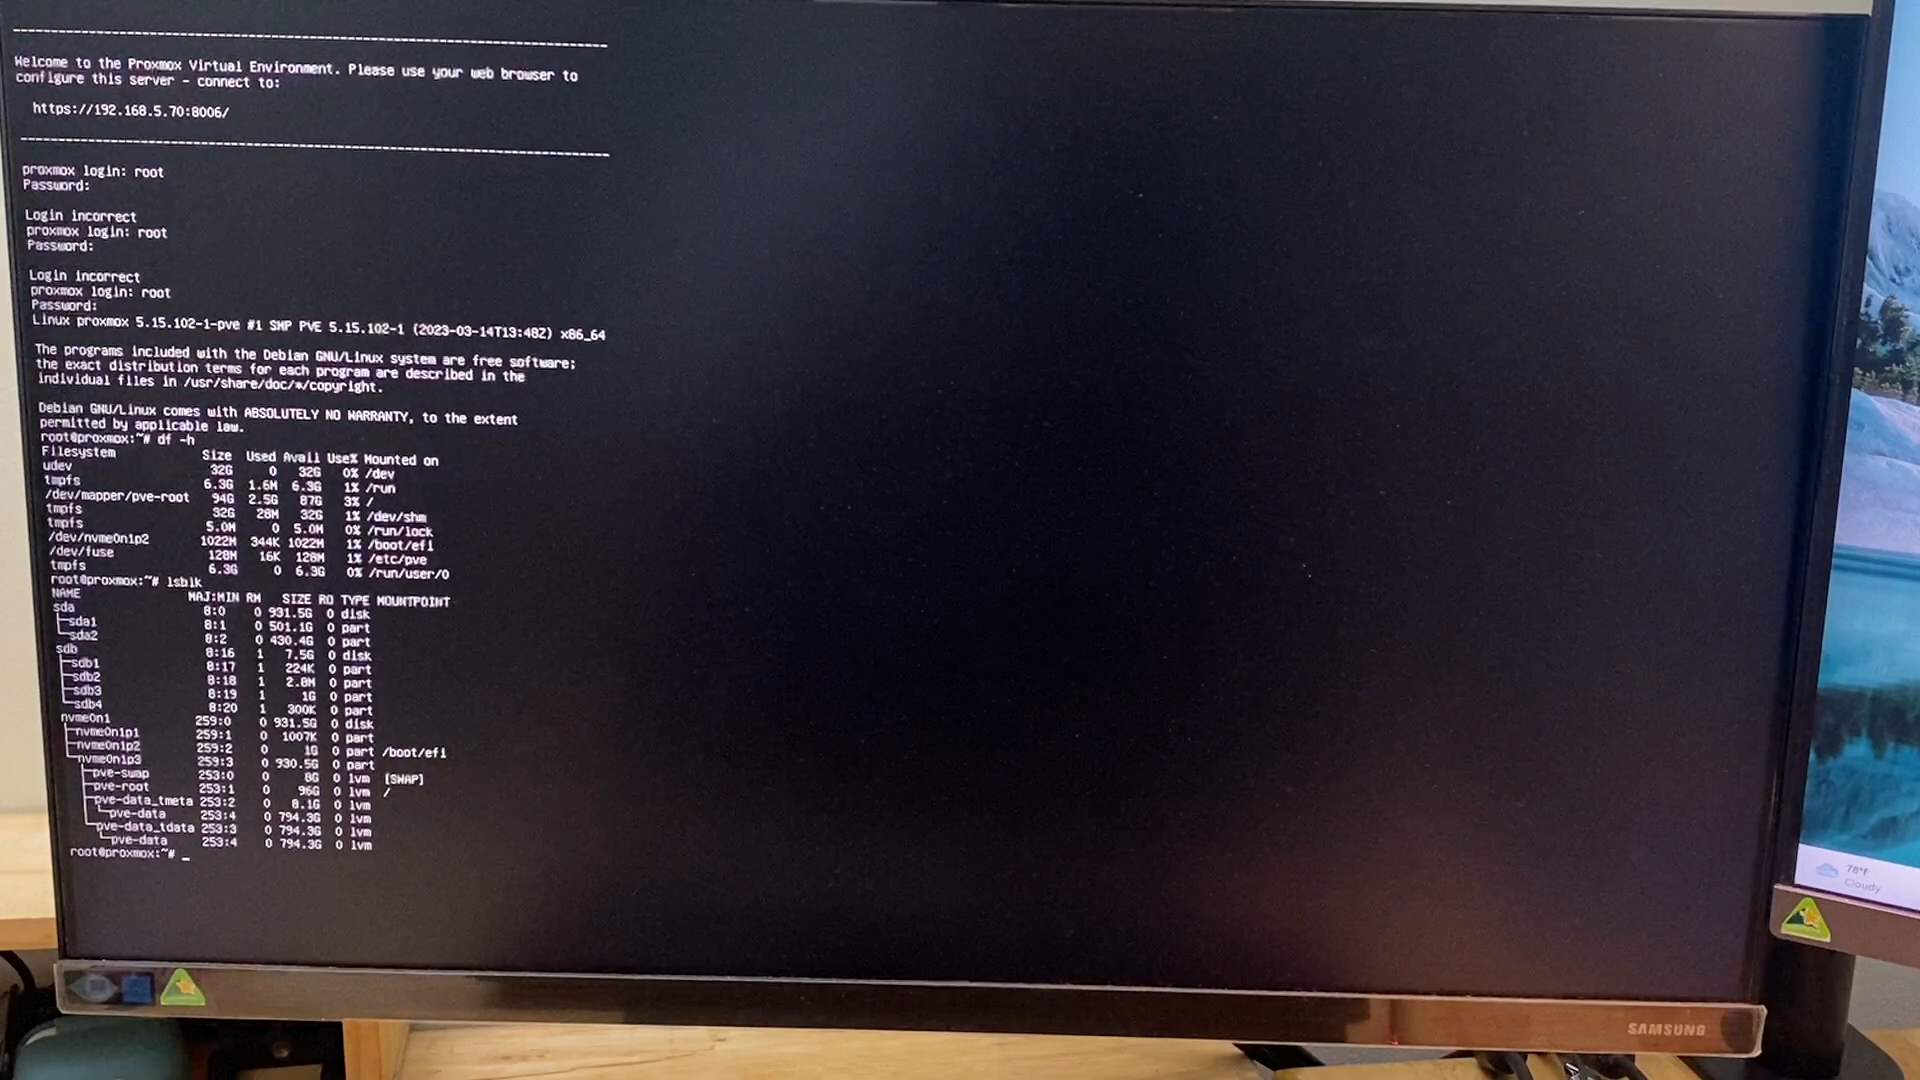 Welcome to the Proxmox Virtual Environment. Please use your web browser to
configure this server - connect to:
https://192.168.5.70:8006/
proxmox login: root
Password:
Login incorrect
proxmox login: root
Password:
Login incorrect
proxmox login: root
Password:
Linux proxmox 5.15.102-1-pve #1 SMP PVE 5.15.102-1 (2023-03-14T13:48Z) x86_64
The programs included with the Debian GNU/Linux system are free software;
the exact distribution terms for each program are described in the
individual files in /usr/share/doc/*/copyright.
Debian GNU/Linux comes with ABSOLUTELY NO WARRANTY, to the extent
permitted by applicable law.
root@proxmox:~# df -h
Filesystem Size Used Avail Use% Mounted on
udev 32G 0 32G 0% /dev
tmpfs 6.3G 1.6M 6.3G 1% /run
/dev/mapper/pve-root 94G 2.5G 87G 3% /
tmpfs 32G 28M 32G 1% /dev/shm
tmpfs 5.0M 0 5.0M 0% /run/lock
/dev/nvme0n1p2 1022M 344K 1022M 1% /boot/efi
/dev/fuse 128M 16K 128M 1% /etc/pve
tmpfs 6.3G 0 6.3G 0% /run/user/0
root@proxmox:~# lsblk
NAME MAJ:MIN RM SIZE RO TYPE MOUNTPOINT
sda 8:0 0 931.5G 0 disk
├─sda1 8:1 0 501.1G 0 part
└─sda2 8:2 0 430.4G 0 part
sdb 8:16 1 7.5G 0 disk
├─sdb1 8:17 1 224K 0 part
├─sdb2 8:18 1 2.8M 0 part
├─sdb3 8:19 1 1G 0 part
└─sdb4 8:20 1 300K 0 part
nvme0n1 259:0 0 931.5G 0 disk
├─nvme0n1p1 259:1 0 1007K 0 part
├─nvme0n1p2 259:2 0 1G 0 part /boot/efi
└─nvme0n1p3 259:3 0 930.5G 0 part
├─pve-swap 253:0 0 8G 0 lvm [SWAP]
├─pve-root 253:1 0 96G 0 lvm /
├─pve-data_tmeta 253:2 0 8.1G 0 lvm
│ └─pve-data 253:4 0 794.3G 0 lvm
└─pve-data_tdata 253:3 0 794.3G 0 lvm
└─pve-data 253:4 0 794.3G 0 lvm
root@proxmox:~# _
78°F
Cloudy
SAMSUNG